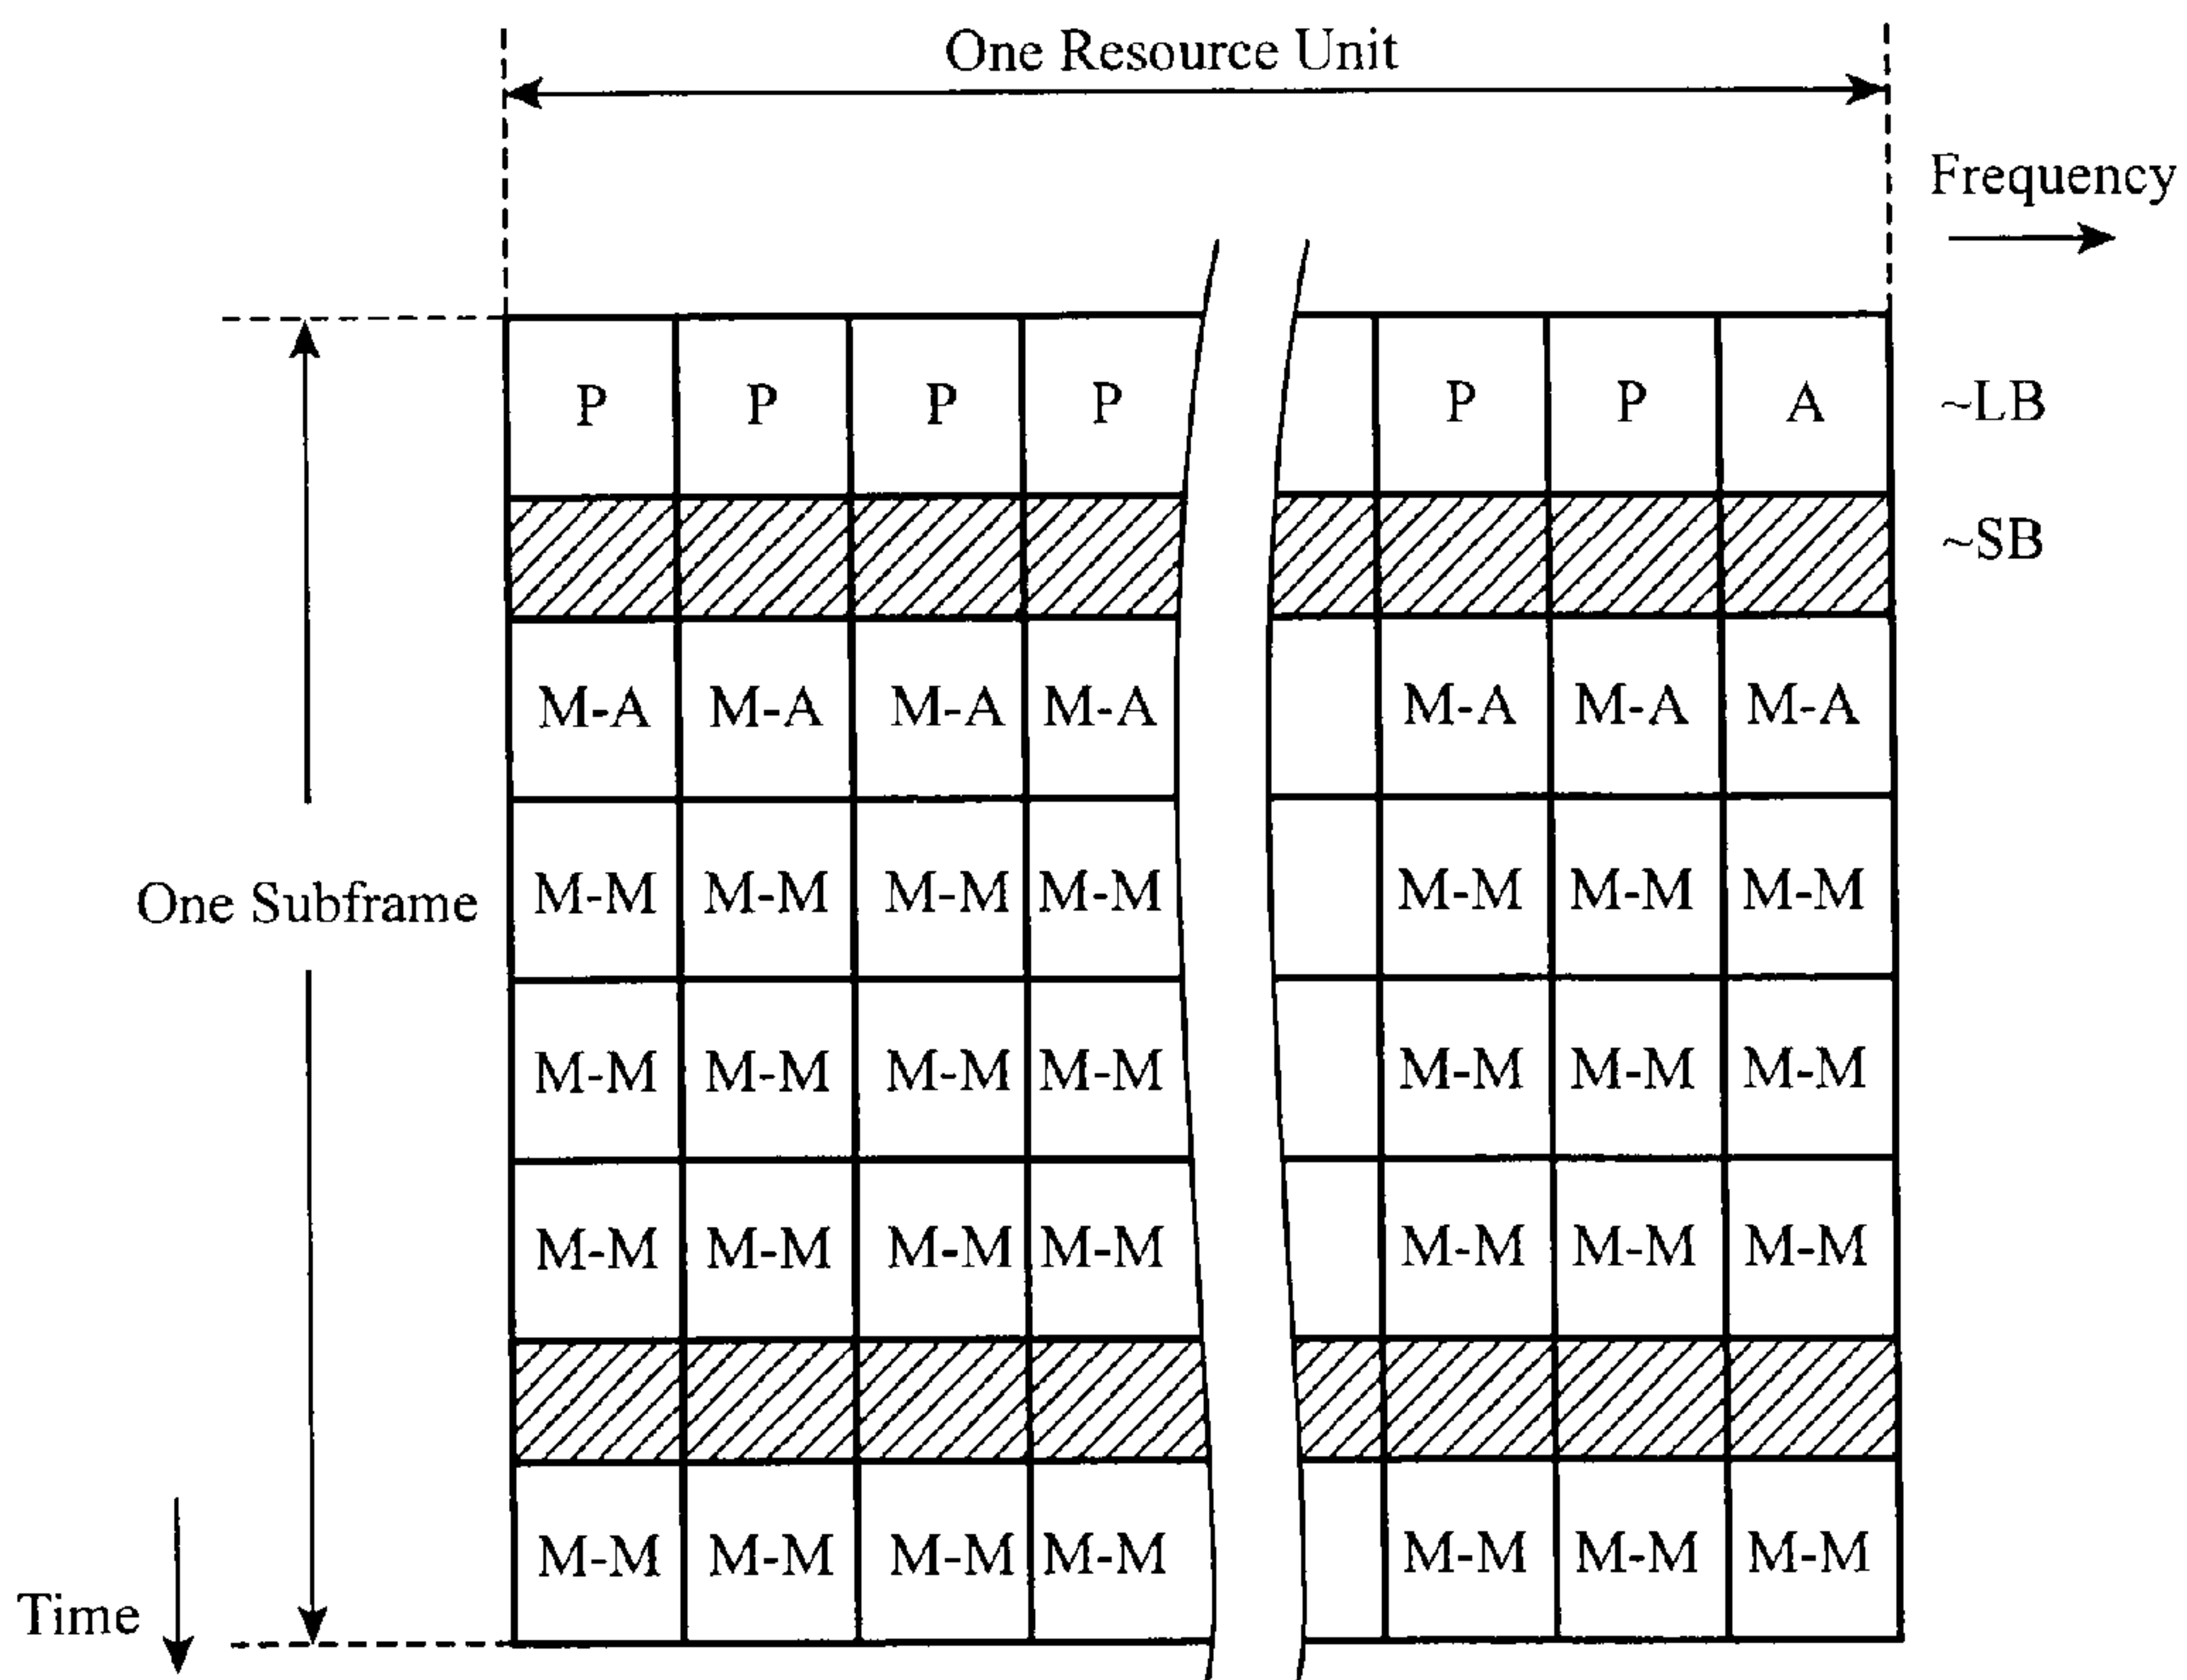 One Resource Unit
Frequency
P P P P P P A ~LB
~SB
M-A M-A M-A M-A M-A M-A M-A
M-M M-M M-M M-M M-M M-M M-M
One Subframe
M-M M-M M-M M-M M-M M-M M-M
M-M M-M M-M M-M M-M M-M M-M
M-M M-M M-M M-M M-M M-M M-M
Time